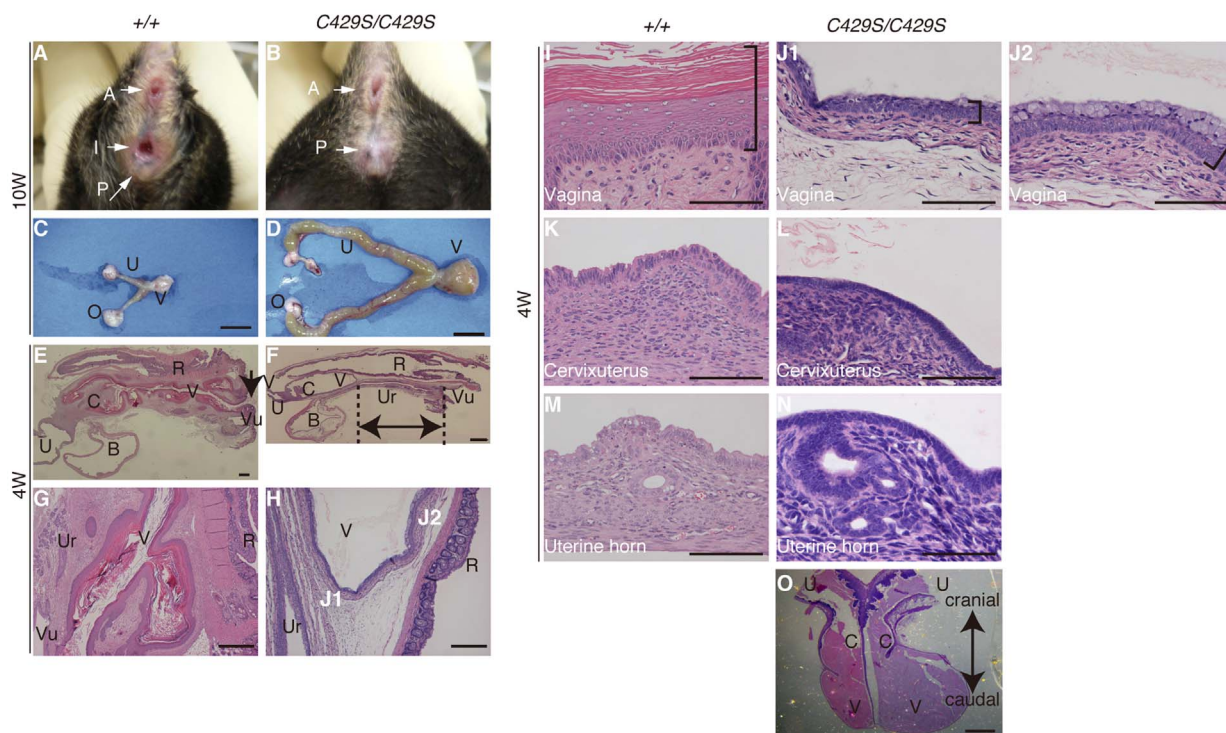 +/+
C429S/C429S
+/+
C429S/C429S
10W
A
A
I
P
B
A
P
C
U
V
O
D
U
V
O
4W
E
R
V
C
Vu
U
B
F
V
R
C
V
U
Ur
Vu
B
G
V
Ur
R
Vu
H
V
J2
R
J1
Ur
4W
I
Vagina
J1
Vagina
J2
Vagina
K
Cervixuterus
L
Cervixuterus
M
Uterine horn
N
Uterine horn
O
U
U
cranial
C
C
caudal
V
V